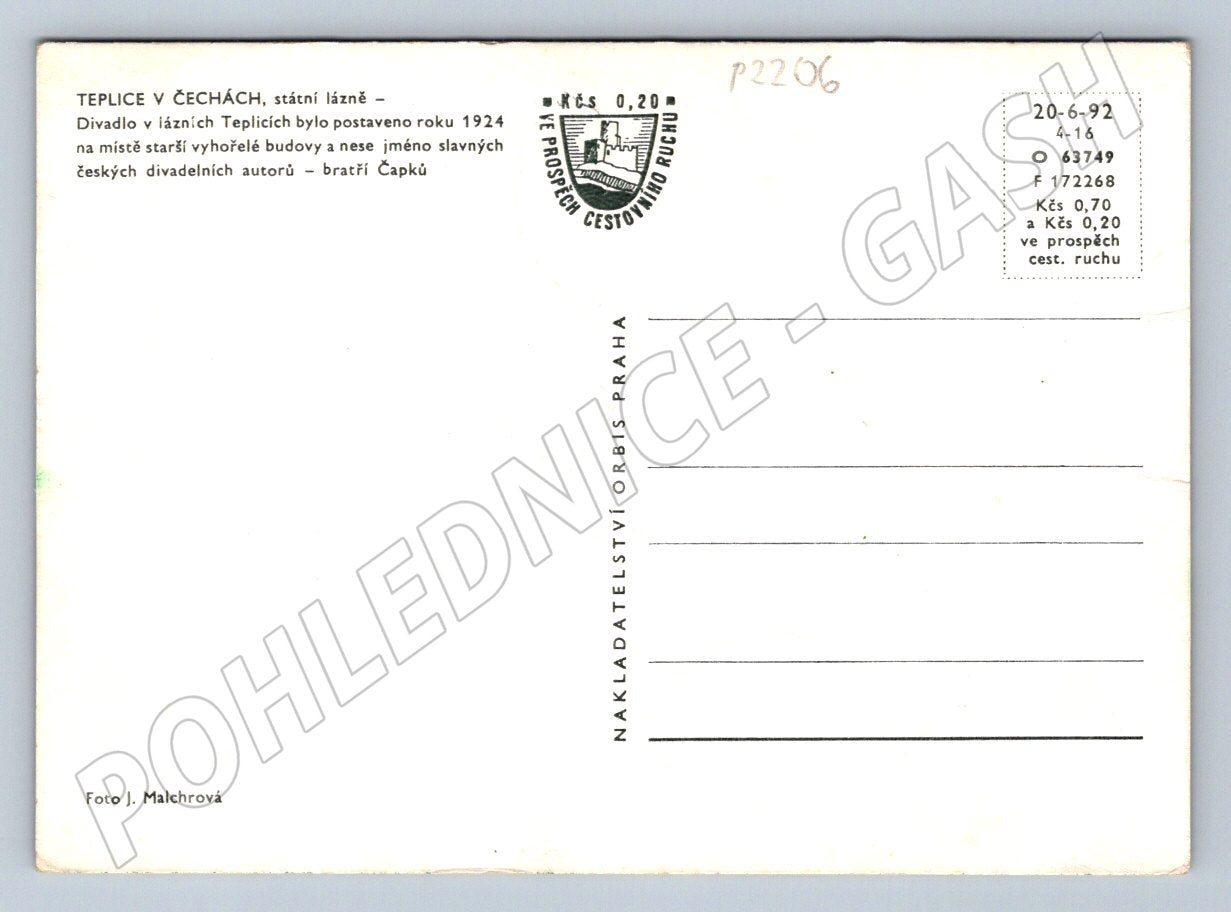 TEPLICE V ČECHÁCH, státní lázně –
Divadlo v lázních Teplicích bylo postaveno roku 1924
na místě starší vyhořelé budovy a nese jméno slavných
českých divadelních autorů – bratří Čapků
P2206
Kčs 0,20
VE PROSPĚCH CESTOVNÍHO RUCHU
20-6-92
4-16
O 63749
F 172268
Kčs 0,70
a Kčs 0,20
ve prospěch
cest. ruchu
NAKLADATELSTVÍ ORBIS PRAHA
Foto J. Malchrová
POHLEDNICE - GASH